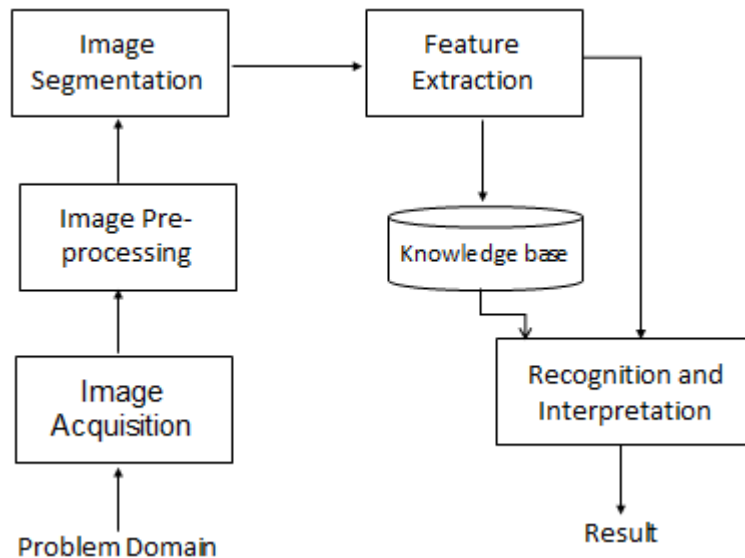 Image
Segmentation
Feature
Extraction
Image Pre-
processing
Knowledge base
Image
Acquisition
Recognition and
Interpretation
Problem Domain
Result